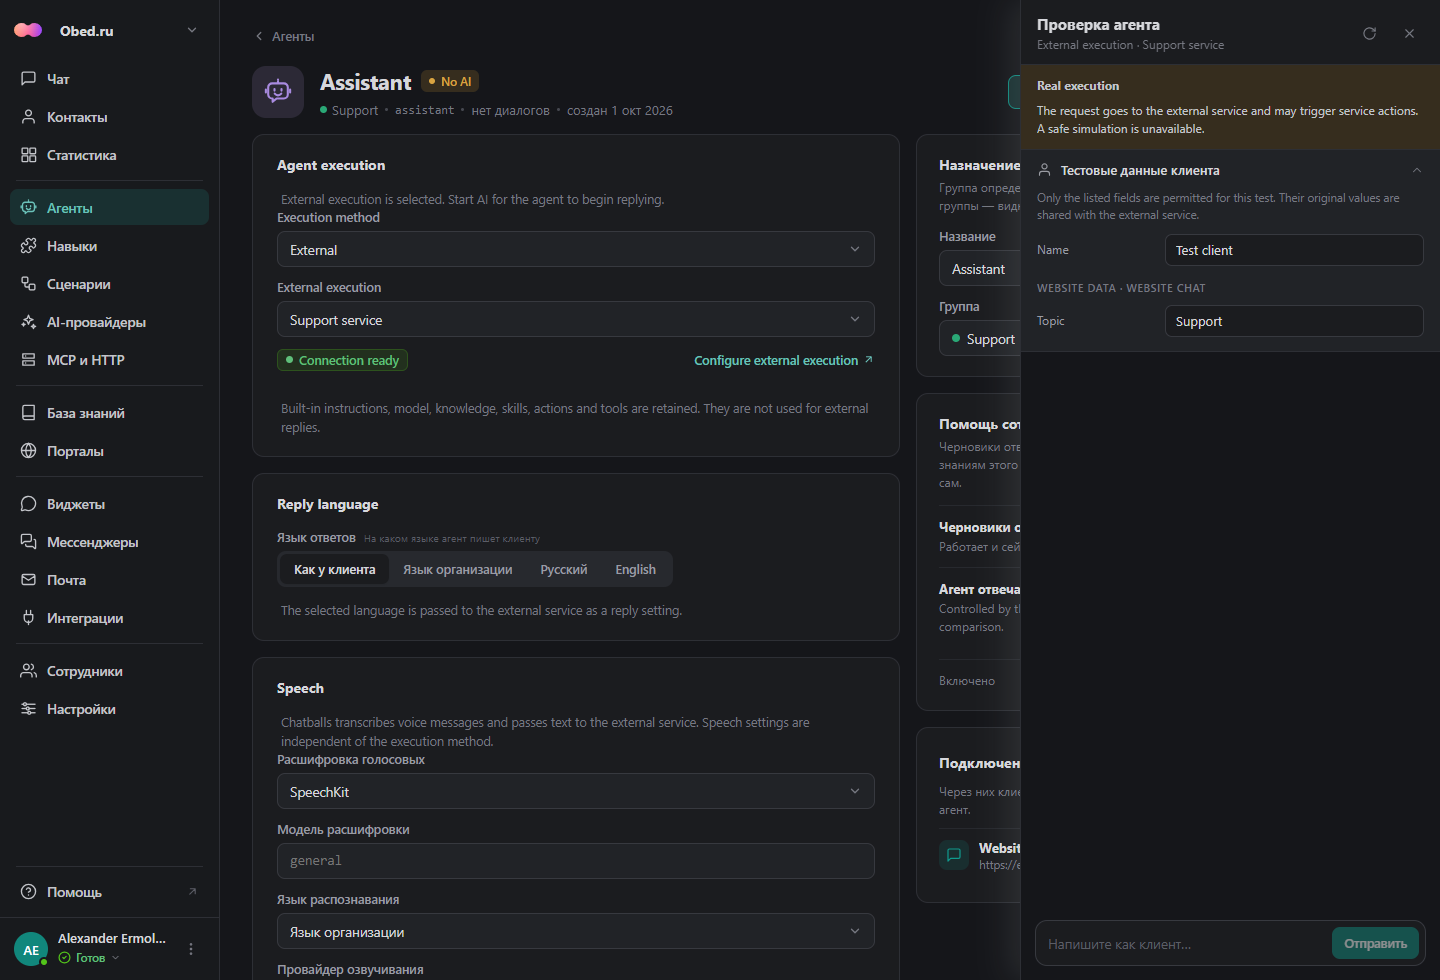 Obed.ru
Чат
Контакты
Статистика
Агенты
Навыки
Сценарии
AI-провайдеры
MCP и HTTP
База знаний
Порталы
Виджеты
Мессенджеры
Почта
Интеграции
Сотрудники
Настройки
Помощь
AE
Alexander Ermol...
Готов
Агенты
Assistant
No AI
Support • assistant • нет диалогов • создан 1 окт 2026
Agent execution
External execution is selected. Start AI for the agent to begin replying.
Execution method
External
External execution
Support service
Connection ready
Configure external execution
Built-in instructions, model, knowledge, skills, actions and tools are retained. They are not used for external
replies.
Reply language
Язык ответов На каком языке агент пишет клиенту
Как у клиента Язык организации Русский English
The selected language is passed to the external service as a reply setting.
Speech
Chatballs transcribes voice messages and passes text to the external service. Speech settings are
independent of the execution method.
Расшифровка голосовых
SpeechKit
Модель расшифровки
general
Язык распознавания
Язык организации
Провайдер озвучивания
Назначение
Группа опреде
группы — вид
Название
Assistant
Группа
Support
Помощь сот
Черновики отв
знаниям этого
сам.
Черновики о
Работает и сей
Агент отвеча
Controlled by t
comparison.
Включено
Подключен
Через них клие
агент.
Websit
https://e
Проверка агента
External execution · Support service
Real execution
The request goes to the external service and may trigger service actions.
A safe simulation is unavailable.
Тестовые данные клиента
Only the listed fields are permitted for this test. Their original values are
shared with the external service.
Name
Test client
WEBSITE DATA · WEBSITE CHAT
Topic
Support
Напишите как клиент...
Отправить